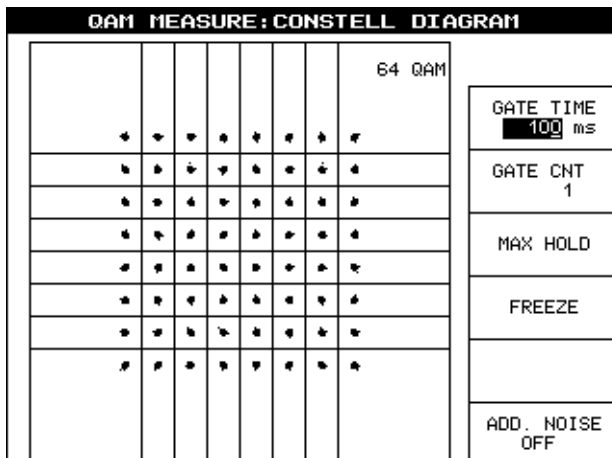 QAM MEASURE:CONSTELL DIAGRAM
64 QAM
GATE TIME
100 ms
GATE CNT
1
MAX HOLD
FREEZE
ADD. NOISE
OFF